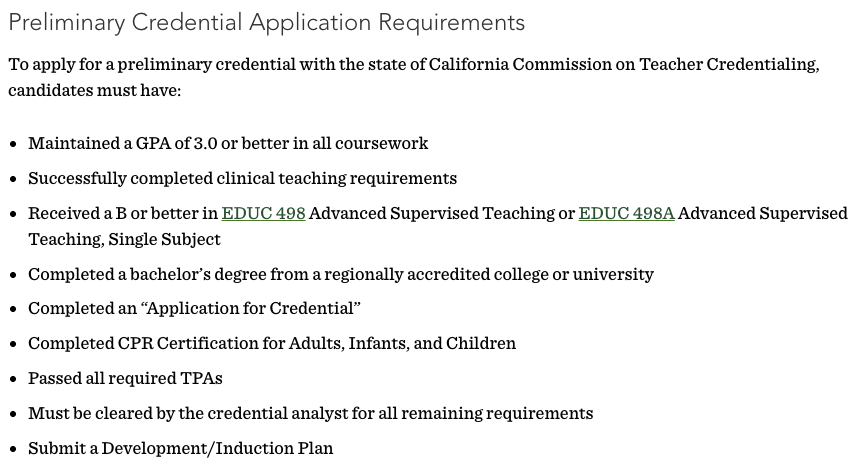 Preliminary Credential Application Requirements
To apply for a preliminary credential with the state of California Commission on Teacher Credentialing,
candidates must have:
• Maintained a GPA of 3.0 or better in all coursework
• Successfully completed clinical teaching requirements
• Received a B or better in EDUC 498 Advanced Supervised Teaching or EDUC 498A Advanced Supervised
Teaching, Single Subject
• Completed a bachelor’s degree from a regionally accredited college or university
• Completed an “Application for Credential”
• Completed CPR Certification for Adults, Infants, and Children
• Passed all required TPAs
• Must be cleared by the credential analyst for all remaining requirements
• Submit a Development/Induction Plan